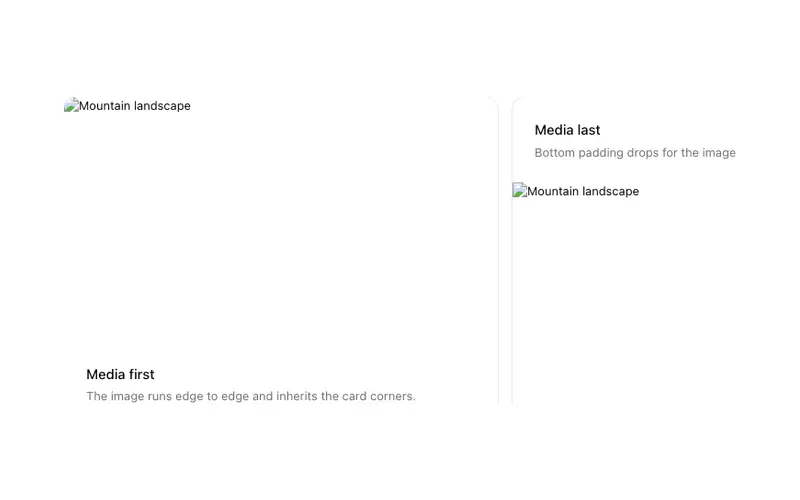 Mountain landscape
Media first
The image runs edge to edge and inherits the card corners.
Media last
Bottom padding drops for the image
Mountain landscape